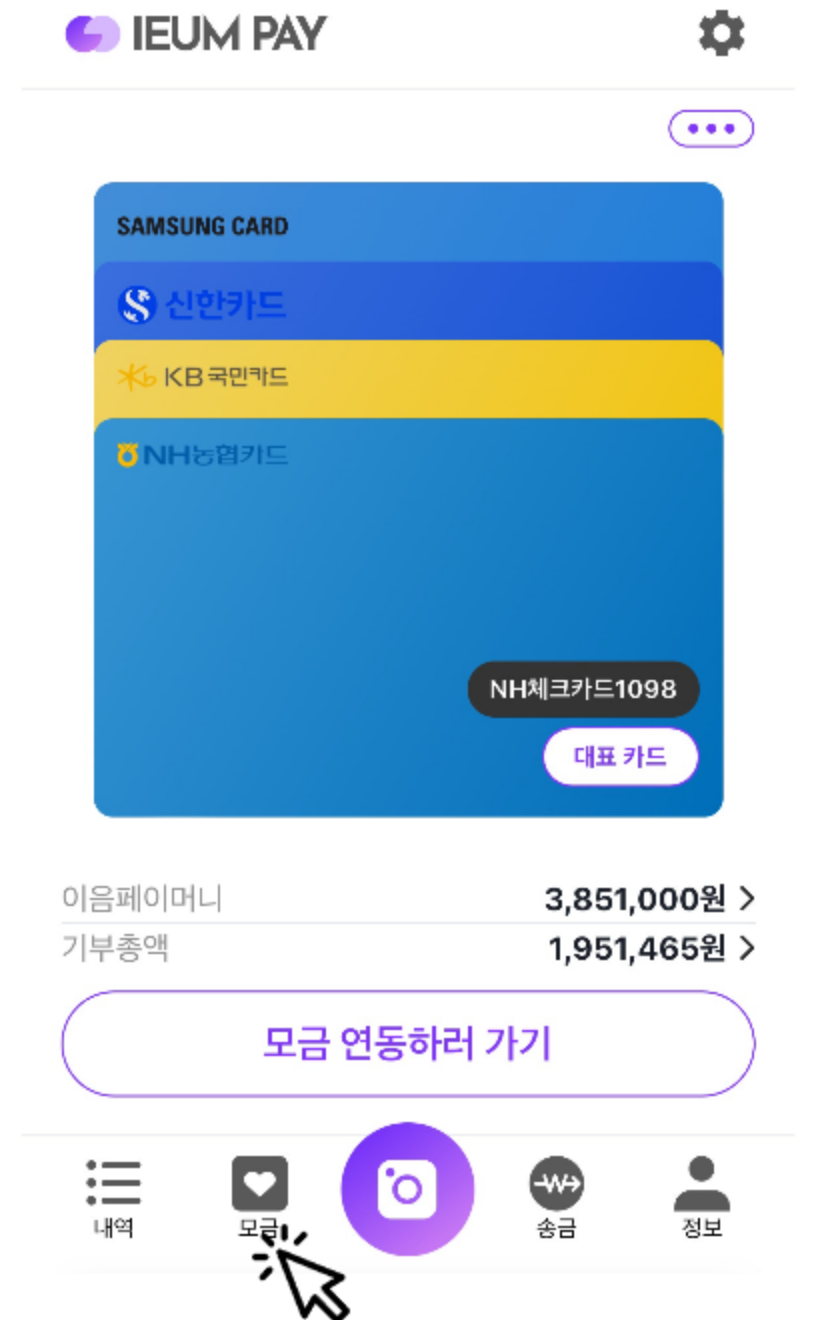 IEUM PAY
SAMSUNG CARD
신한카드
KB국민카드
NH농협카드
NH체크카드1098
대표 카드
이음페이머니 3,851,000원
기부총액 1,951,465원
모금 연동하러 가기
내역 모금 송금 정보